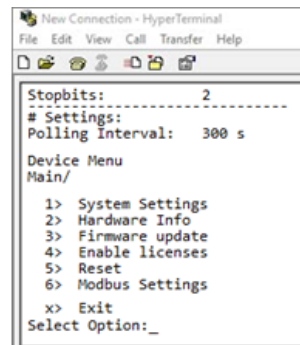 New Connection - HyperTerminal
File Edit View Call Transfer Help
Stopbits: 2
-----------------------------
# Settings:
Polling Interval: 300 s
Device Menu
Main/
1> System Settings
2> Hardware Info
3> Firmware update
4> Enable licenses
5> Reset
6> Modbus Settings
x> Exit
Select Option:_